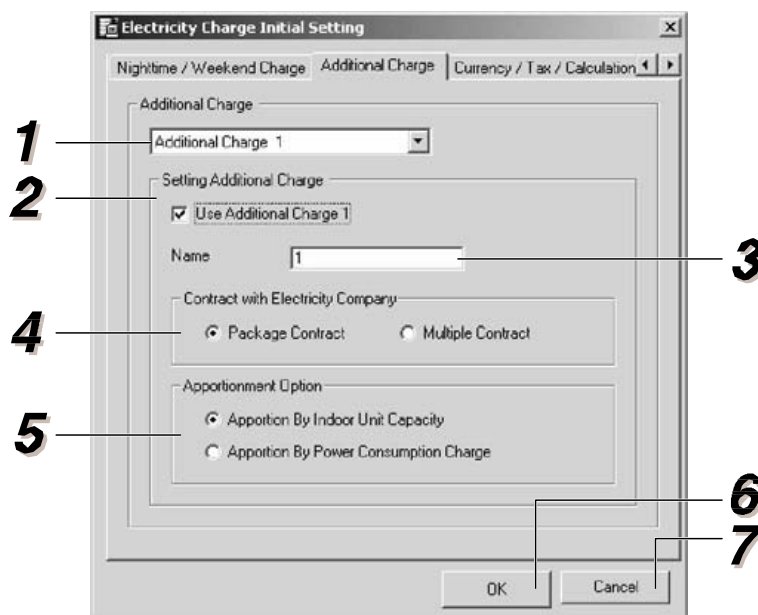 Electricity Charge Initial Setting
Nighttime / Weekend Charge Additional Charge Currency / Tax / Calculation
Additional Charge
1
Additional Charge 1
2
Setting Additional Charge
Use Additional Charge 1
Name 1
3
Contract with Electricity Company
4
Package Contract Multiple Contract
Apportionment Option
5
Apportion By Indoor Unit Capacity
Apportion By Power Consumption Charge
6
7
OK Cancel